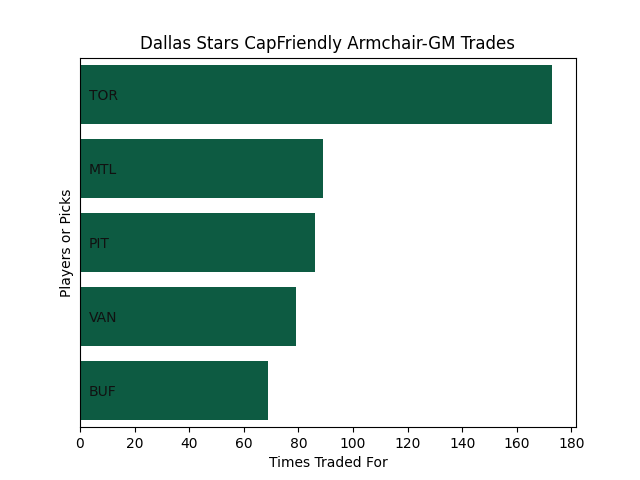 Dallas Stars CapFriendly Armchair-GM Trades
TOR
MTL
PIT
VAN
BUF
Players or Picks
0 20 40 60 80 100 120 140 160 180
Times Traded For